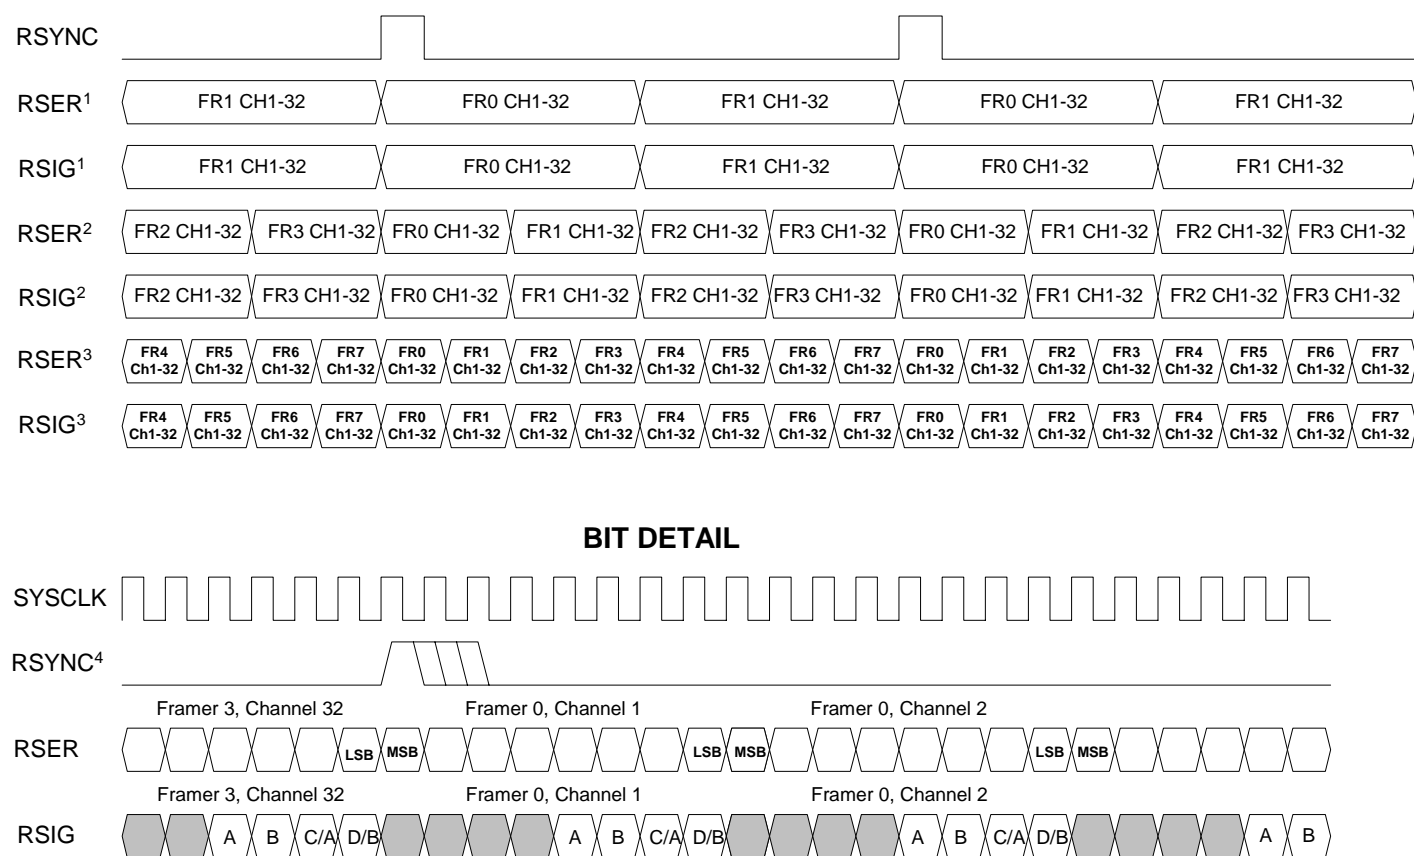 RSYNC
RSER1 FR1 CH1-32 FR0 CH1-32 FR1 CH1-32 FR0 CH1-32 FR1 CH1-32
RSIG1 FR1 CH1-32 FR0 CH1-32 FR1 CH1-32 FR0 CH1-32 FR1 CH1-32
RSER2 FR2 CH1-32 FR3 CH1-32 FR0 CH1-32 FR1 CH1-32 FR2 CH1-32 FR3 CH1-32 FR0 CH1-32 FR1 CH1-32 FR2 CH1-32 FR3 CH1-32
RSIG2 FR2 CH1-32 FR3 CH1-32 FR0 CH1-32 FR1 CH1-32 FR2 CH1-32 FR3 CH1-32 FR0 CH1-32 FR1 CH1-32 FR2 CH1-32 FR3 CH1-32
RSER3
FR4 FR5 FR6 FR7 FR0 FR1 FR2 FR3 FR4 FR5 FR6 FR7 FR0 FR1 FR2 FR3 FR4 FR5 FR6 FR7
Ch1-32 Ch1-32 Ch1-32 Ch1-32 Ch1-32 Ch1-32 Ch1-32 Ch1-32 Ch1-32 Ch1-32 Ch1-32 Ch1-32 Ch1-32 Ch1-32 Ch1-32 Ch1-32 Ch1-32 Ch1-32 Ch1-32 Ch1-32
RSIG3
FR4 FR5 FR6 FR7 FR0 FR1 FR2 FR3 FR4 FR5 FR6 FR7 FR0 FR1 FR2 FR3 FR4 FR5 FR6 FR7
Ch1-32 Ch1-32 Ch1-32 Ch1-32 Ch1-32 Ch1-32 Ch1-32 Ch1-32 Ch1-32 Ch1-32 Ch1-32 Ch1-32 Ch1-32 Ch1-32 Ch1-32 Ch1-32 Ch1-32 Ch1-32 Ch1-32 Ch1-32
BIT DETAIL
SYSCLK
RSYNC4
Framer 3, Channel 32 Framer 0, Channel 1 Framer 0, Channel 2
RSER LSB MSB LSB MSB LSB MSB
Framer 3, Channel 32 Framer 0, Channel 1 Framer 0, Channel 2
RSIG A B C/A D/B A B C/A D/B A B C/A D/B A B